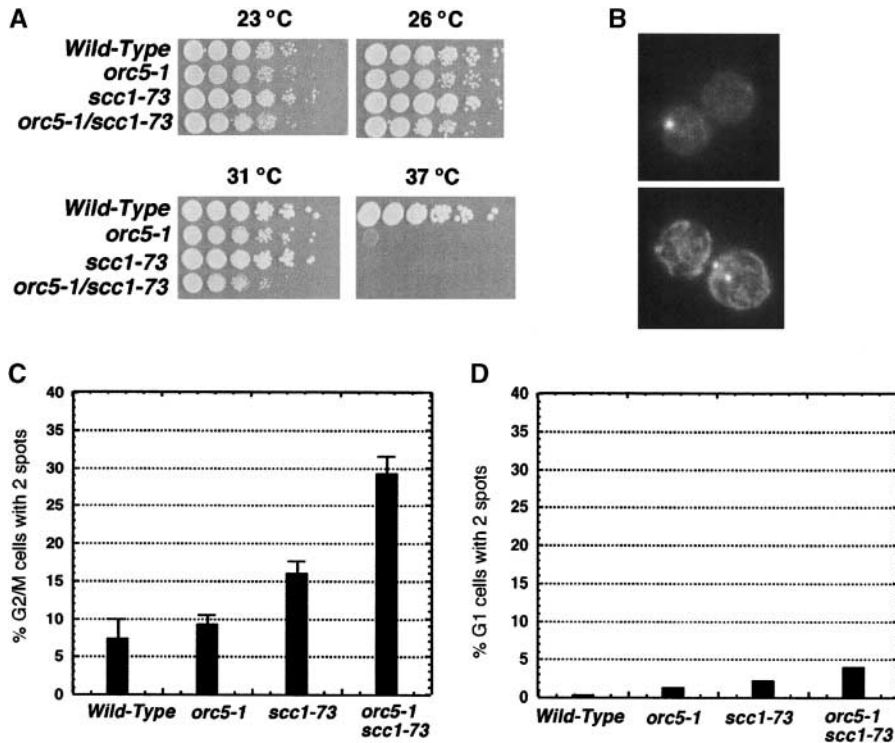 A
23 °C
26 °C
Wild-Type
orc5-1
scc1-73
orc5-1/scc1-73
31 °C
37 °C
Wild-Type
orc5-1
scc1-73
orc5-1/scc1-73
B
C
% G2/M cells with 2 spots
40
35
30
25
20
15
10
5
0
Wild-Type
orc5-1
scc1-73
orc5-1
scc1-73
D
% G1 cells with 2 spots
40
35
30
25
20
15
10
5
0
Wild-Type
orc5-1
scc1-73
orc5-1
scc1-73